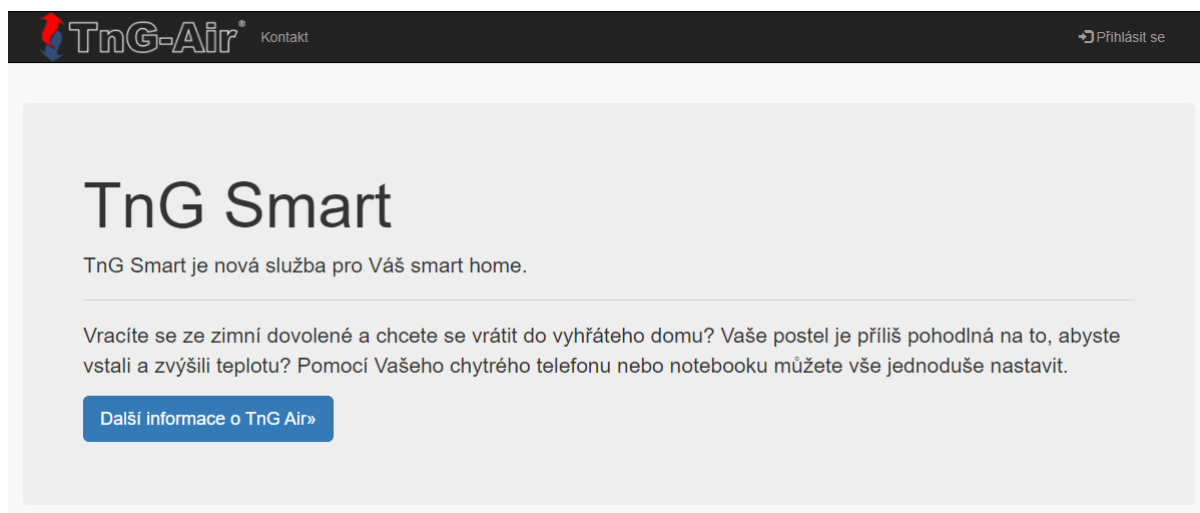 TnG-Air® Kontakt Přihlásit se
TnG Smart
TnG Smart je nová služba pro Váš smart home.
Vracíte se ze zimní dovolené a chcete se vrátit do vyhřáteho domu? Vaše postel je příliš pohodlná na to, abyste
vstali a zvýšili teplotu? Pomocí Vašeho chytrého telefonu nebo notebooku můžete vše jednoduše nastavit.
Další informace o TnG Air»